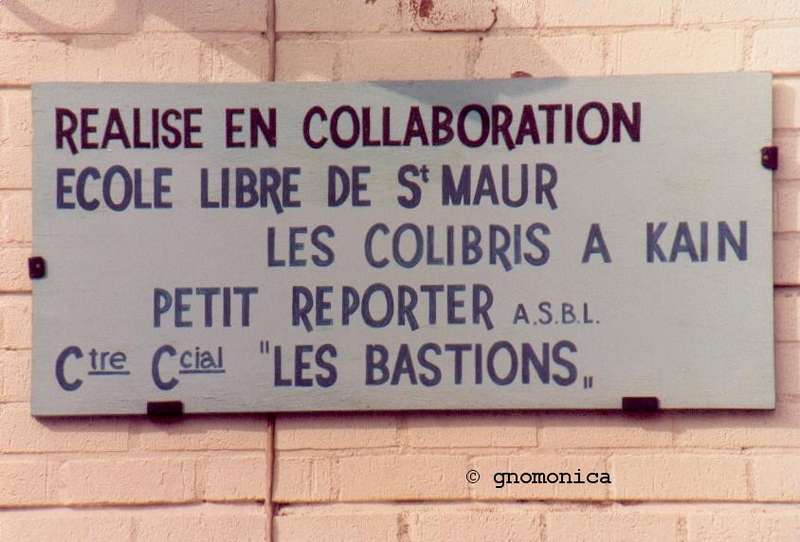 REALISE EN COLLABORATION
ECOLE LIBRE DE St MAUR
LES COLIBRIS A KAIN
PETIT REPORTER A.S.B.L.
Ctre Ccial "LES BASTIONS„
© gnomonica